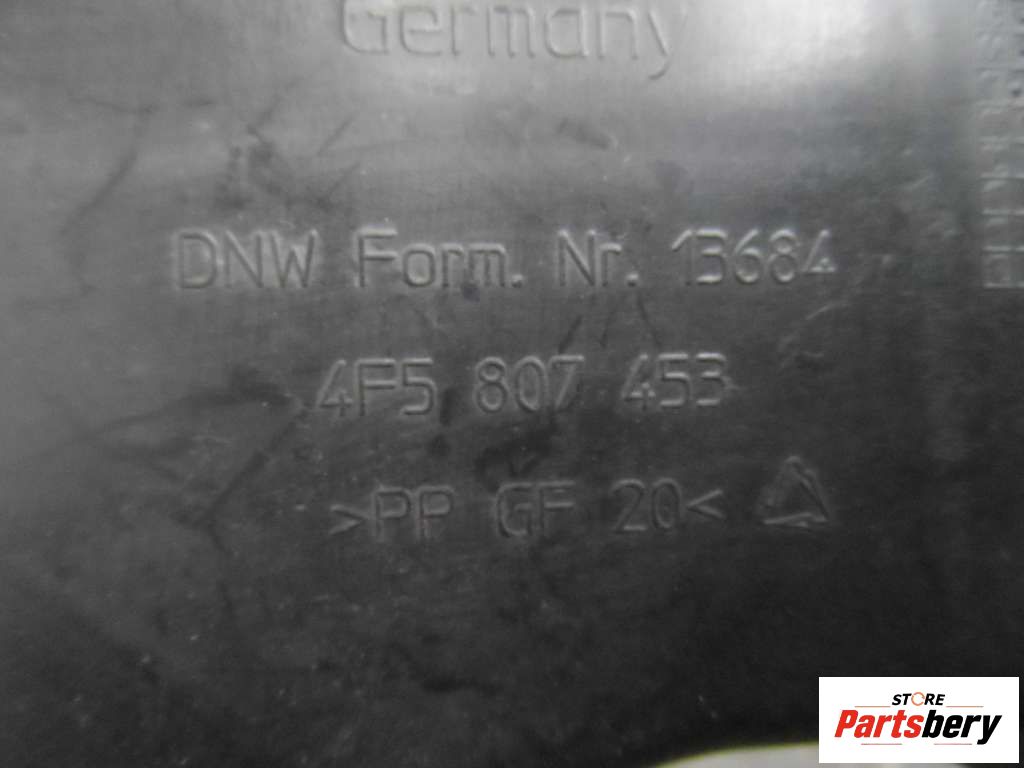 Germany
DNW Form. Nr. 13684
4F5 807 453
>PP GF 20<
STORE
Partsbery